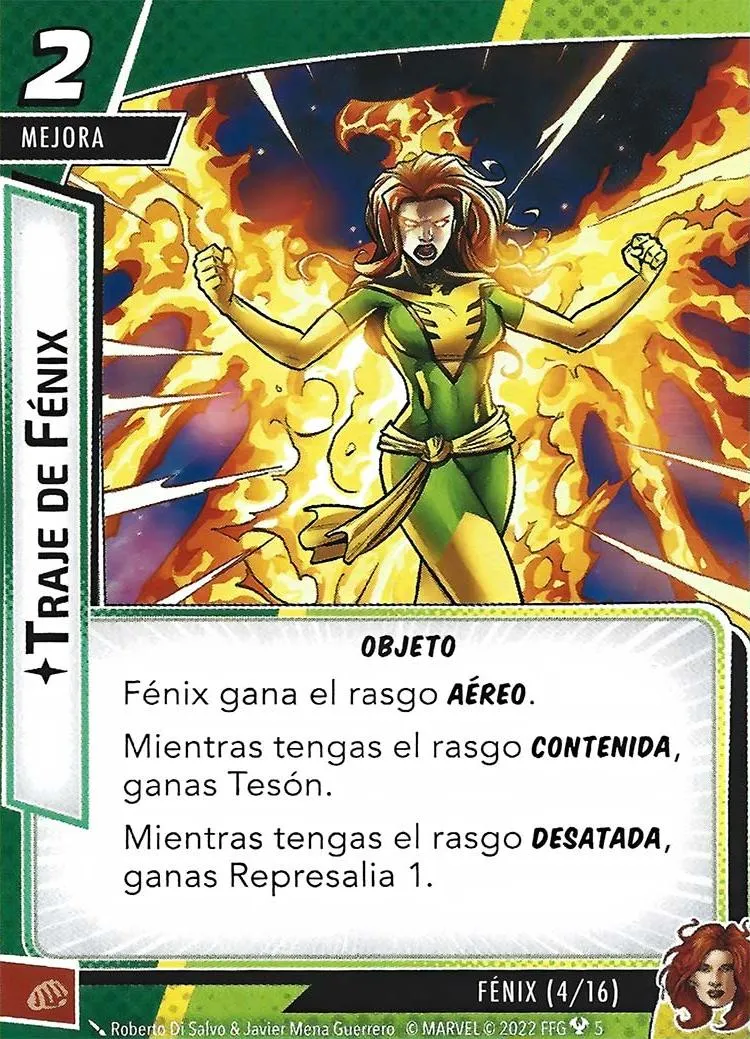 2
MEJORA
TRAJE DE FÉNIX
OBJETO
Fénix gana el rasgo AÉREO.
Mientras tengas el rasgo CONTENIDA,
ganas Tesón.
Mientras tengas el rasgo DESATADA,
ganas Represalia 1.
FÉNIX (4/16)
Roberto Di Salvo & Javier Mena Guerrero © MARVEL © 2022 FFG 5